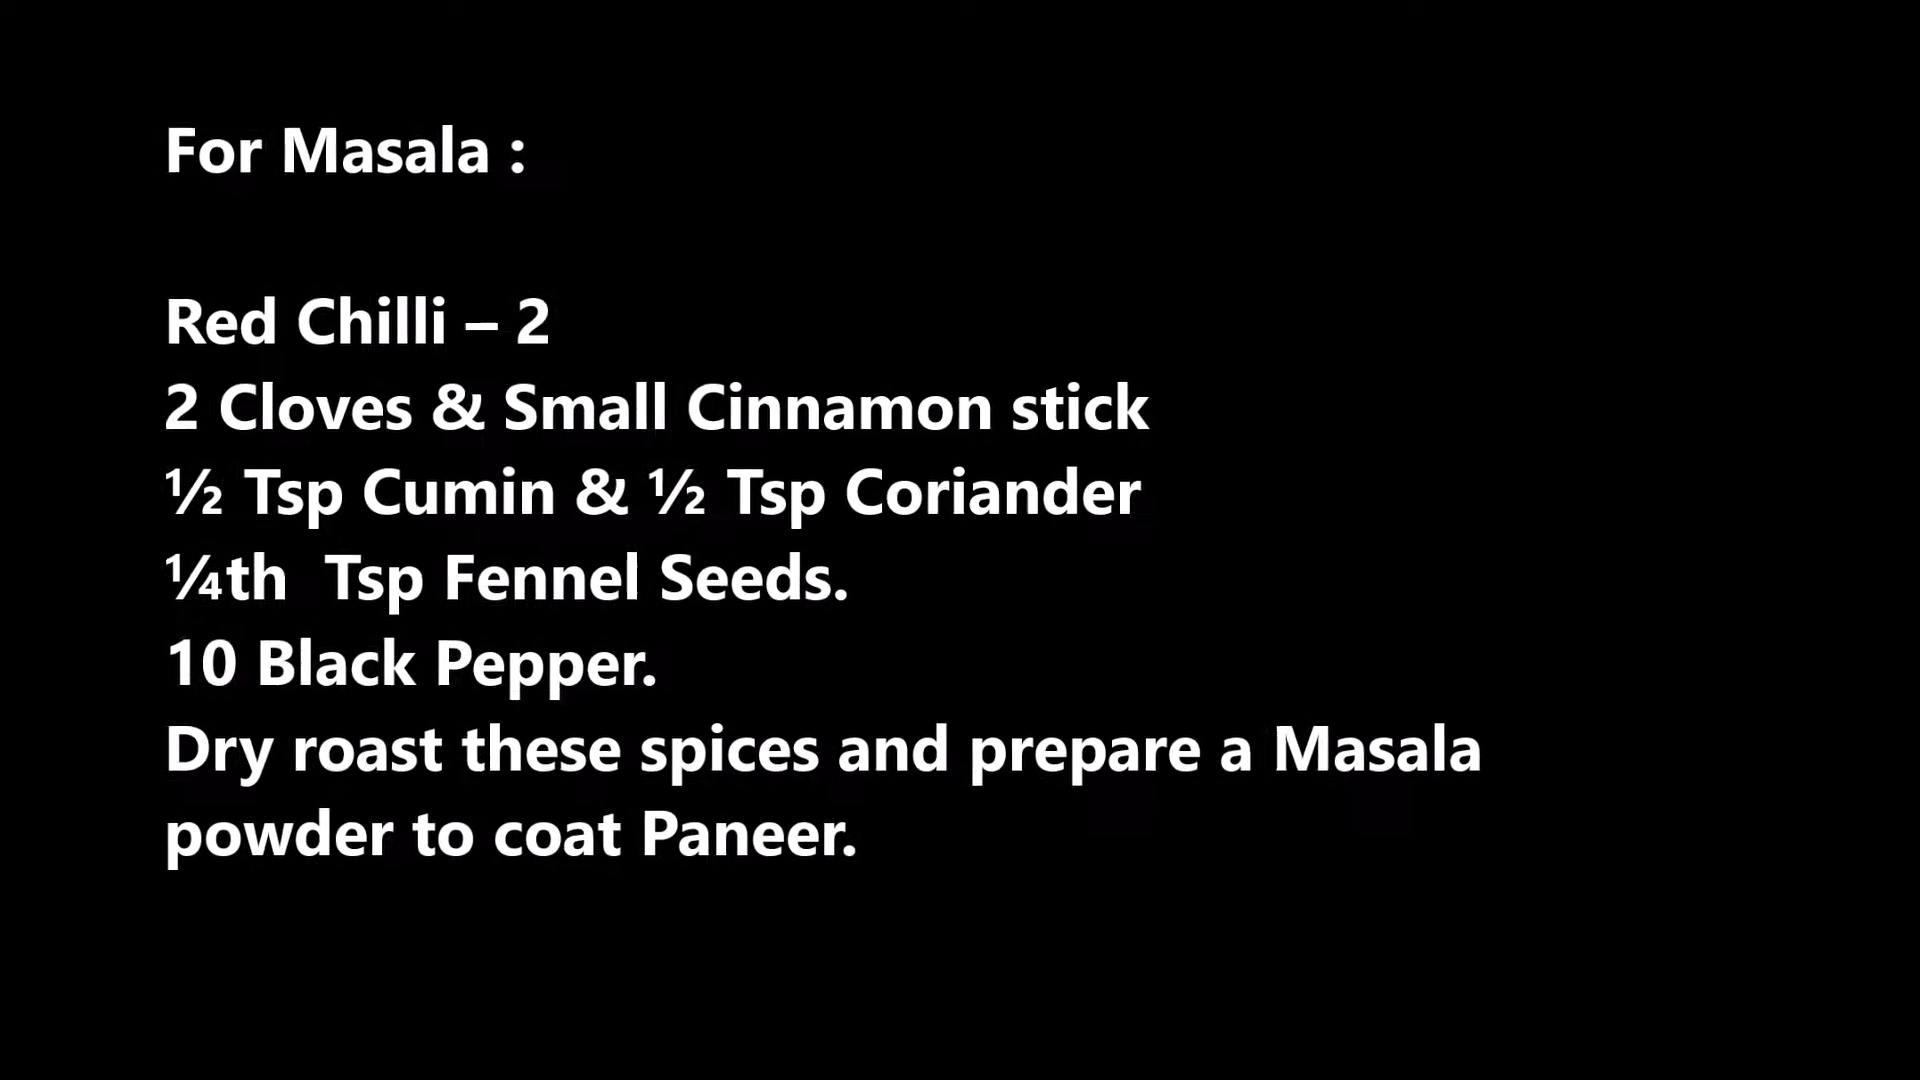 For Masala :
Red Chilli – 2
2 Cloves & Small Cinnamon stick
½ Tsp Cumin & ½ Tsp Coriander
¼th  Tsp Fennel Seeds.
10 Black Pepper.
Dry roast these spices and prepare a Masala
powder to coat Paneer.